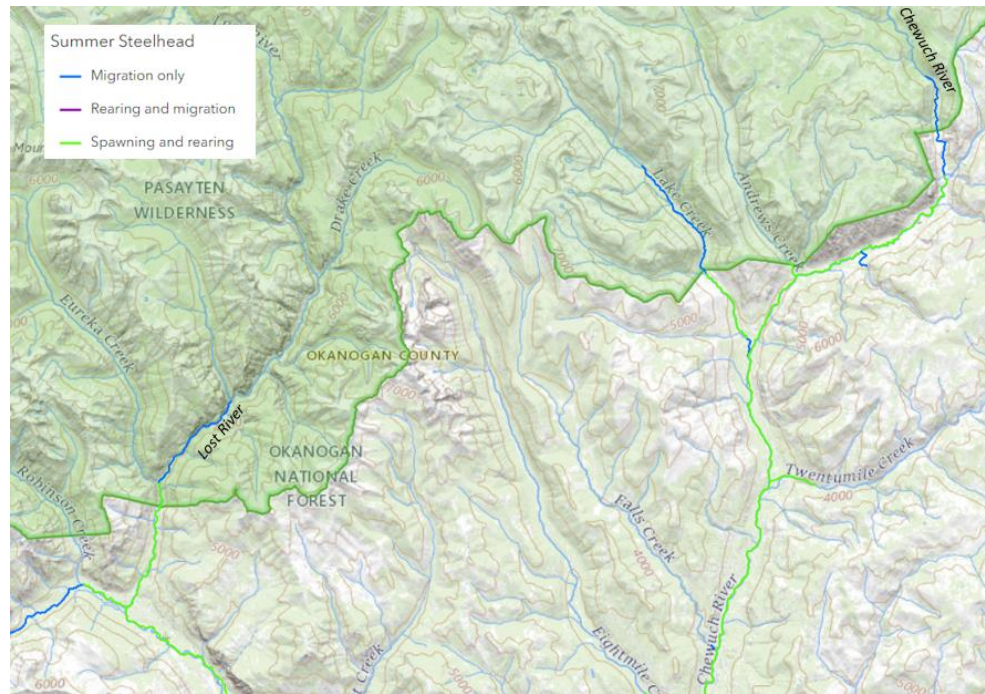 Summer Steelhead
Migration only
Rearing and migration
Spawning and rearing
Chewuch River
7000
6000
Lake Creek
Andrews Creek
6000
Drake Creek
PASAYTEN
WILDERNESS
Eureka Creek
OKANOGAN COUNTY
5000
6000
Lost River
OKANOGAN
NATIONAL
FOREST
Robinson Creek
Twentymile Creek
4000
Falls Creek
4000
5000
5000
Chewuch River
Eightmile
5000